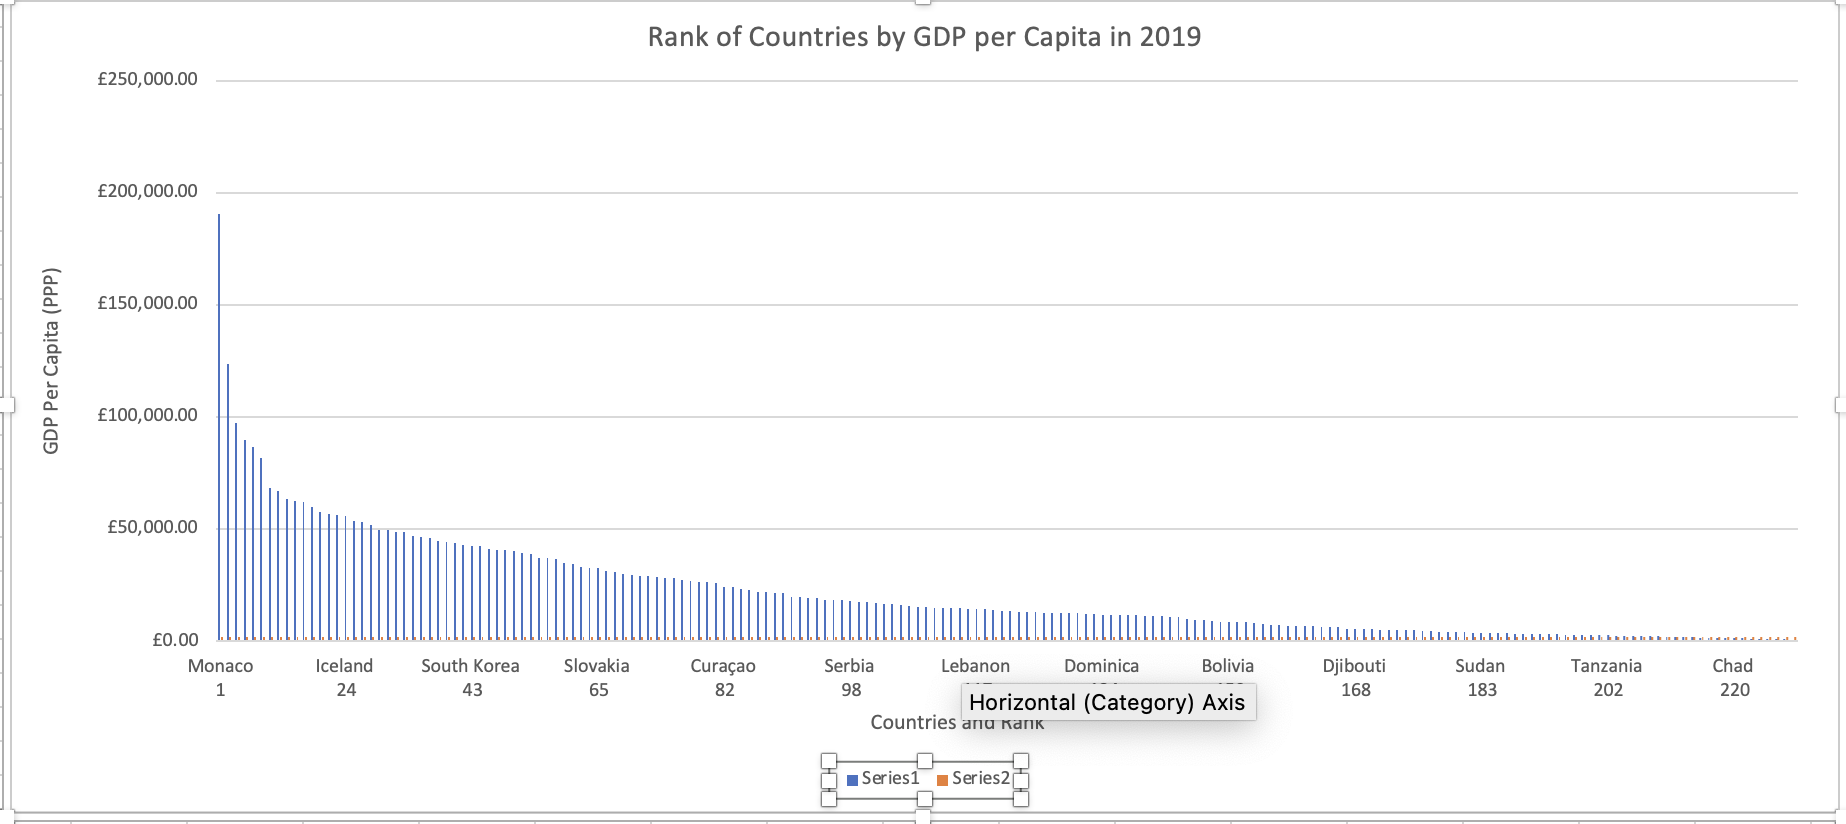 Rank of Countries by GDP per Capita in 2019
£250,000.00
£200,000.00
£150,000.00
£100,000.00
£50,000.00
£0.00
GDP Per Capita (PPP)
Monaco Iceland South Korea Slovakia Curaçao Serbia Lebanon Dominica Bolivia Djibouti Sudan Tanzania Chad
1 24 43 65 82 98 168 183 202 220
Horizontal (Category) Axis
Countries and Rank
Series1 Series2